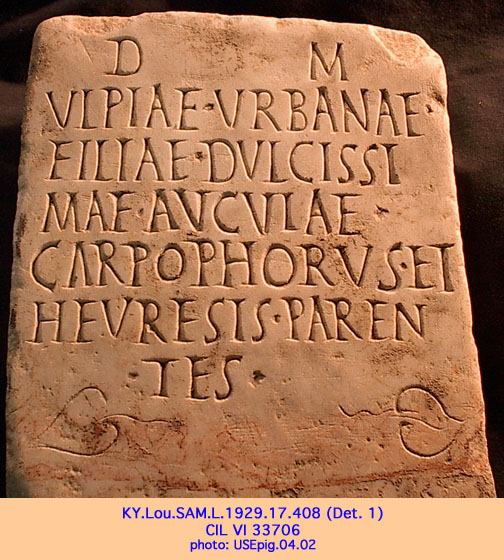 D M
VLPIAE · VRBANAE ·
FILIAE · DVLCISSI
MAE · AVCVLAE
CARPOPHORVS · ET
HEVRESIS · PAREN
· TES ·
KY.Lou.SAM.L.1929.17.408 (Det. 1)
CIL VI 33706
photo: USEpig.04.02